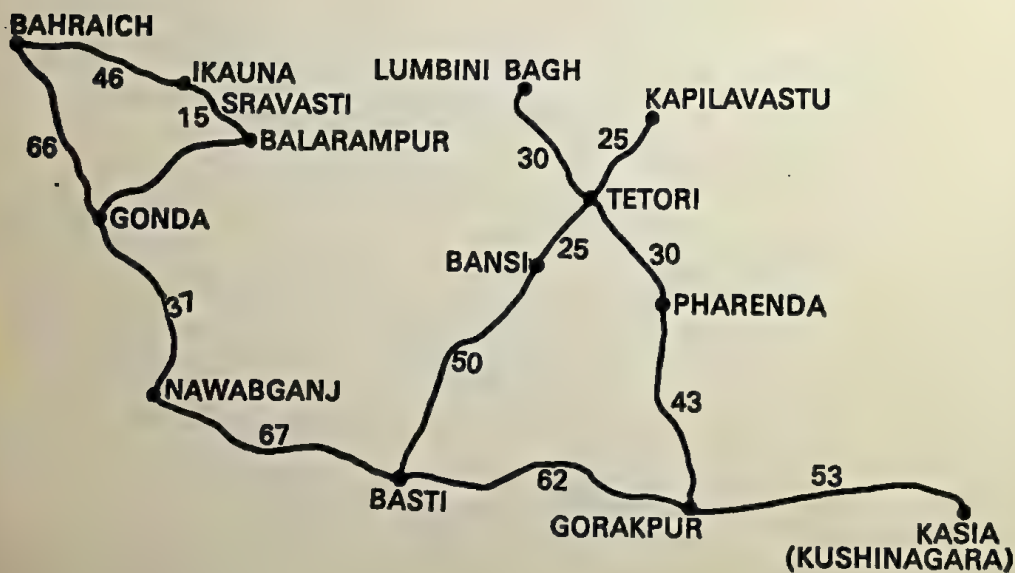 BAHRAICH
46
IKAUNA
SRAVASTI
15
BALARAMPUR
66
GONDA
37
NAWABGANJ
67
BASTI
LUMBINI BAGH
KAPILAVASTU
30
25
TETORI
BANSI
25
30
PHARENDA
50
43
62
GORAKPUR
53
KASIA
(KUSHINAGARA)